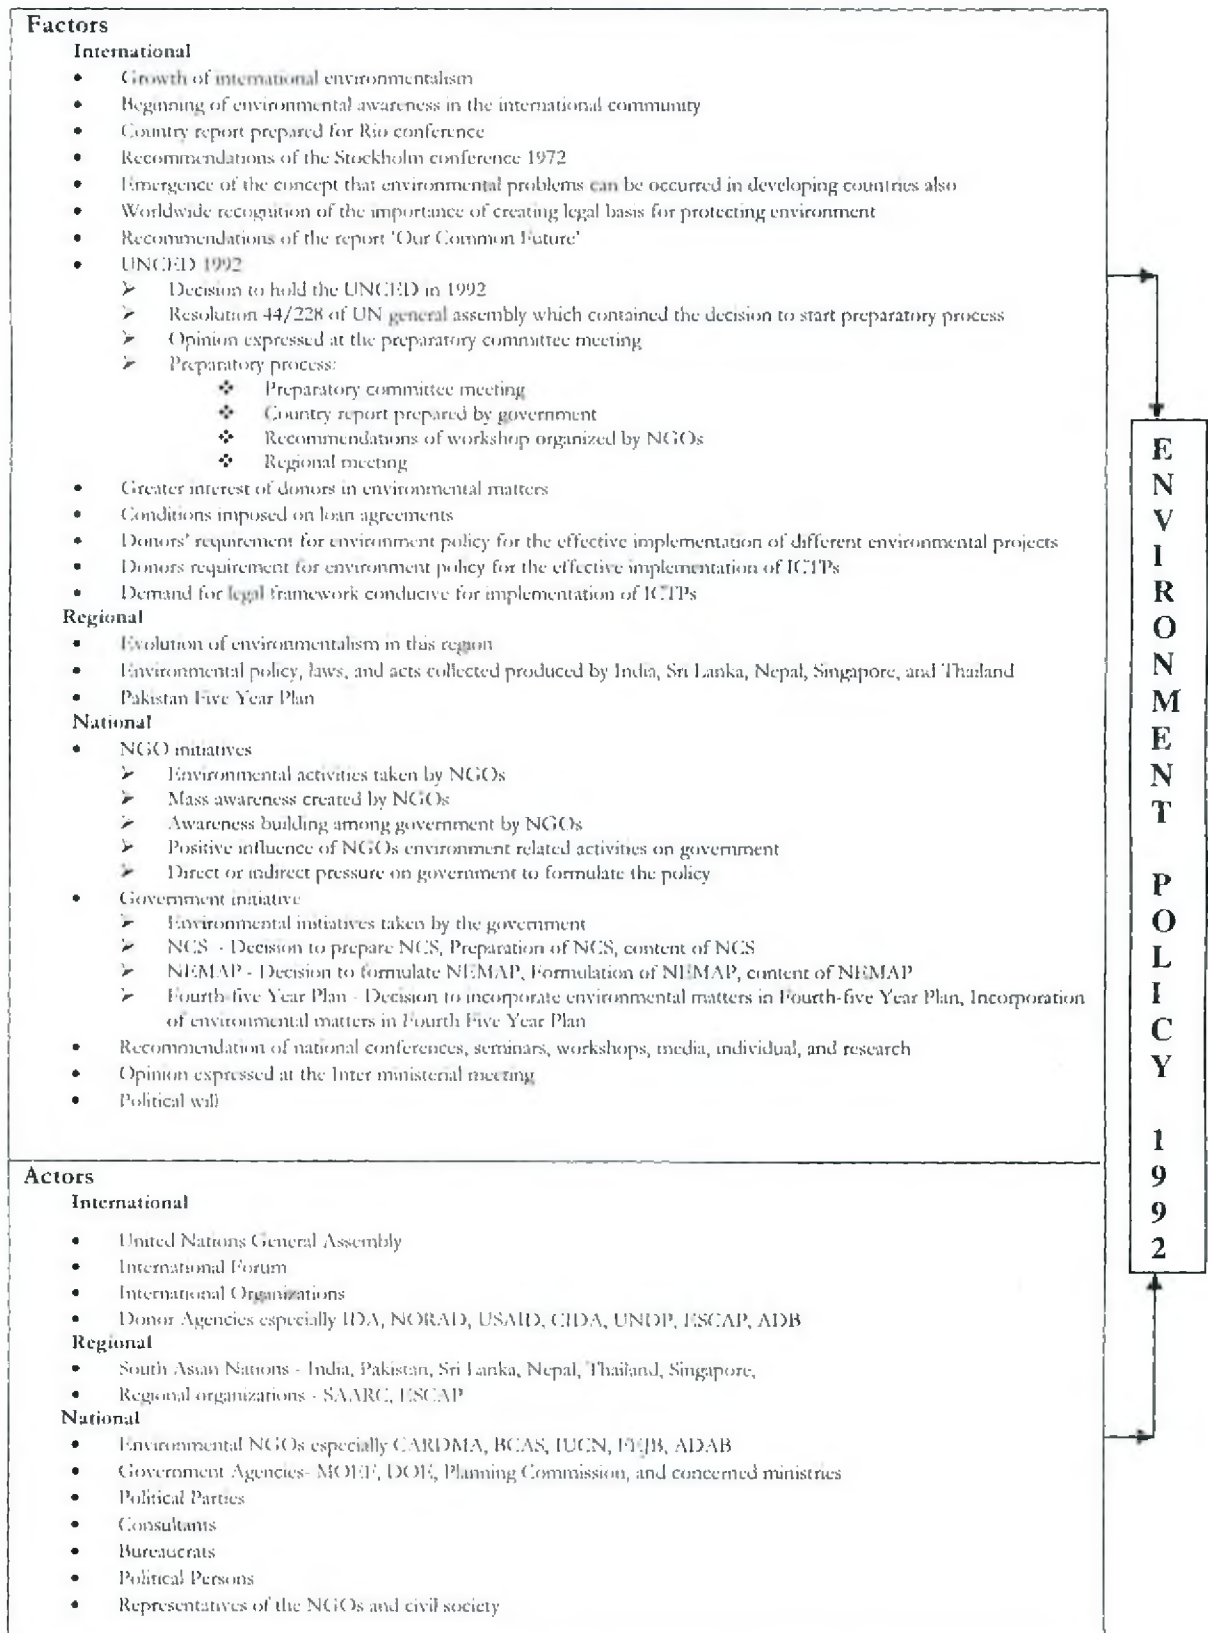 Factors
International
• Growth of international environmentalism
• Beginning of environmental awareness in the international community
• Country report prepared for Rio conference
• Recommendations of the Stockholm conference 1972
• Emergence of the concept that environmental problems can be occurred in developing countries also
• Worldwide recognition of the importance of creating legal basis for protecting environment
• Recommendations of the report 'Our Common Future'
• UNCED 1992
➢ Decision to hold the UNCED in 1992
➢ Resolution 44/228 of UN general assembly which contained the decision to start preparatory process
➢ Opinion expressed at the preparatory committee meeting
➢ Preparatory process:
❖ Preparatory committee meeting
❖ Country report prepared by government
❖ Recommendations of workshop organized by NGOs
❖ Regional meeting
• Greater interest of donors in environmental matters
• Conditions imposed on loan agreements
• Donors' requirement for environment policy for the effective implementation of different environmental projects
• Donors requirement for environment policy for the effective implementation of ICTPs
• Demand for legal framework conducive for implementation of ICTPs
Regional
• Evolution of environmentalism in this region
• Environmental policy, laws, and acts collected produced by India, Sri Lanka, Nepal, Singapore, and Thailand
• Pakistan Five Year Plan
National
• NGO initiatives
➢ Environmental activities taken by NGOs
➢ Mass awareness created by NGOs
➢ Awareness building among government by NGOs
➢ Positive influence of NGOs environment related activities on government
➢ Direct or indirect pressure on government to formulate the policy
• Government initiative
➢ Environmental initiatives taken by the government
➢ NCS - Decision to prepare NCS, Preparation of NCS, content of NCS
➢ NEMAP - Decision to formulate NEMAP, Formulation of NEMAP, content of NEMAP
➢ Fourth-five Year Plan - Decision to incorporate environmental matters in Fourth-five Year Plan, Incorporation
of environmental matters in Fourth Five Year Plan
• Recommendation of national conferences, seminars, workshops, media, individual, and research
• Opinion expressed at the Inter ministerial meeting
• Political will
Actors
International
• United Nations General Assembly
• International Forum
• International Organizations
• Donor Agencies especially IDA, NORAD, USAID, CIDA, UNDP, ESCAP, ADB
Regional
• South Asian Nations - India, Pakistan, Sri Lanka, Nepal, Thailand, Singapore,
• Regional organizations - SAARC, ESCAP
National
• Environmental NGOs especially CARDMA, BCAS, IUCN, FEJB, ADAB
• Government Agencies- MOEF, DOE, Planning Commission, and concerned ministries
• Political Parties
• Consultants
• Bureaucrats
• Political Persons
• Representatives of the NGOs and civil society
ENVIRONMENT POLICY 1992